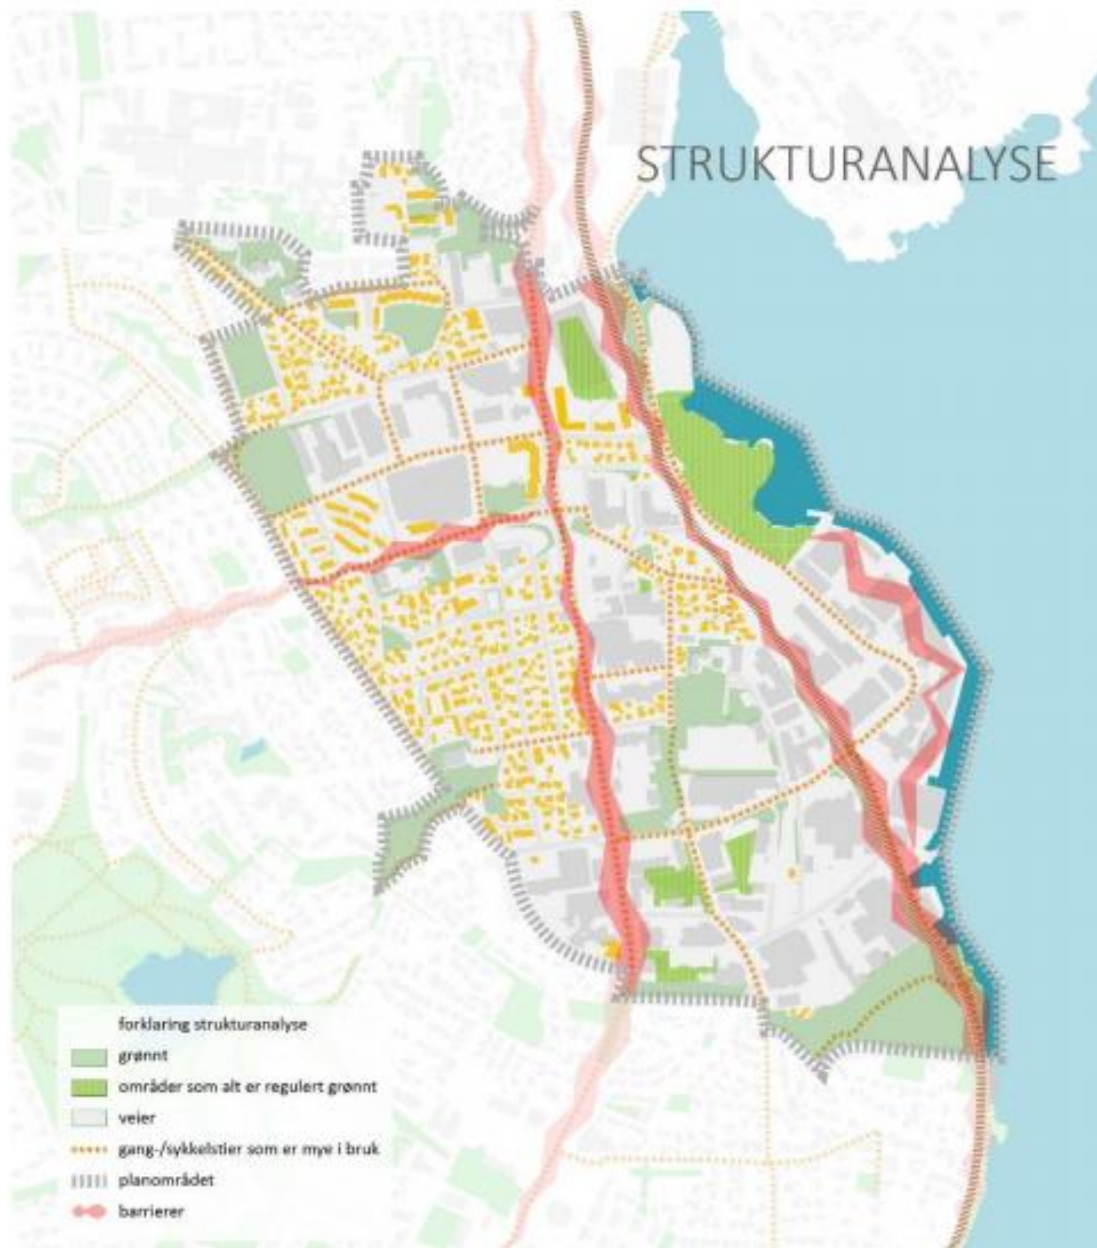 STRUKTURANALYSE
forklaring strukturanalyse
grønnt
områder som alt er regulert grønnt
veier
gang-/sykkelstier som er mye i bruk
planområdet
barrierer